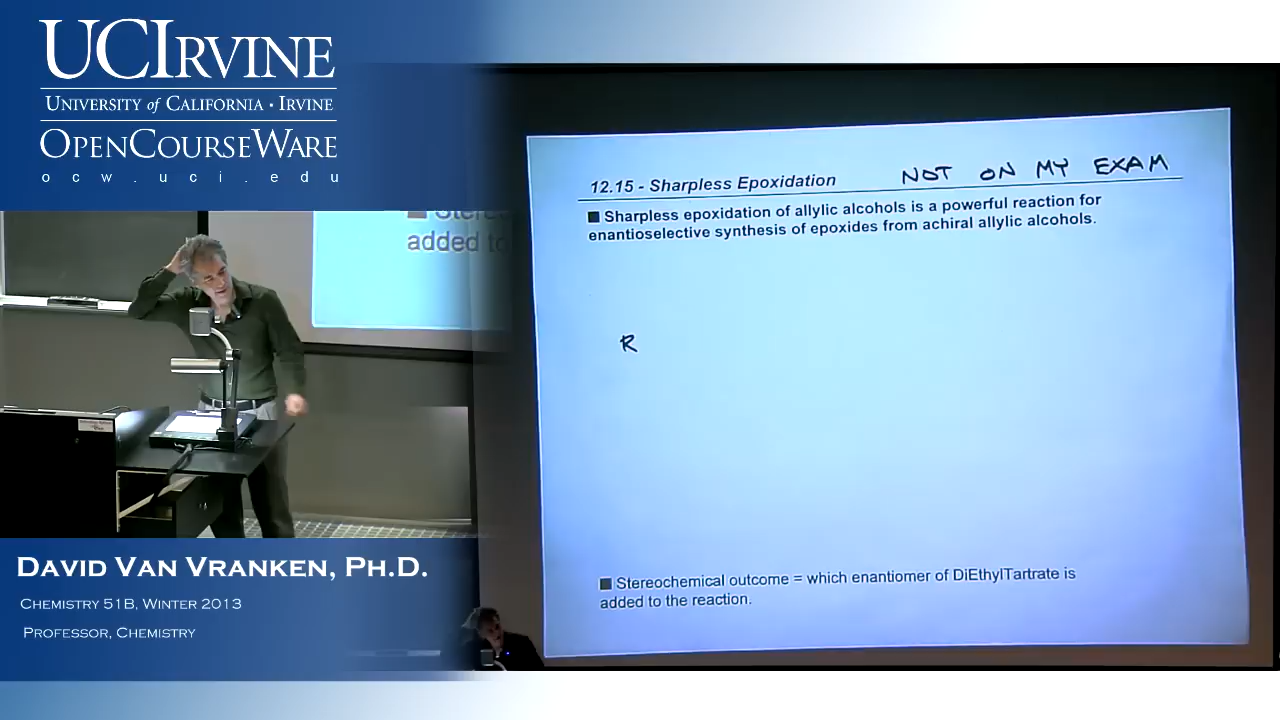 UCIRVINE
UNIVERSITY of CALIFORNIA · IRVINE
OPENCOURSEWARE
ocw.uci.edu
added to
DAVID VAN VRANKEN, PH.D.
CHEMISTRY 51B, WINTER 2013
PROFESSOR, CHEMISTRY
12.15 - Sharpless Epoxidation NOT ON MY EXAM
■ Sharpless epoxidation of allylic alcohols is a powerful reaction for
enantioselective synthesis of epoxides from achiral allylic alcohols.
R
■ Stereochemical outcome = which enantiomer of DiEthylTartrate is
added to the reaction.